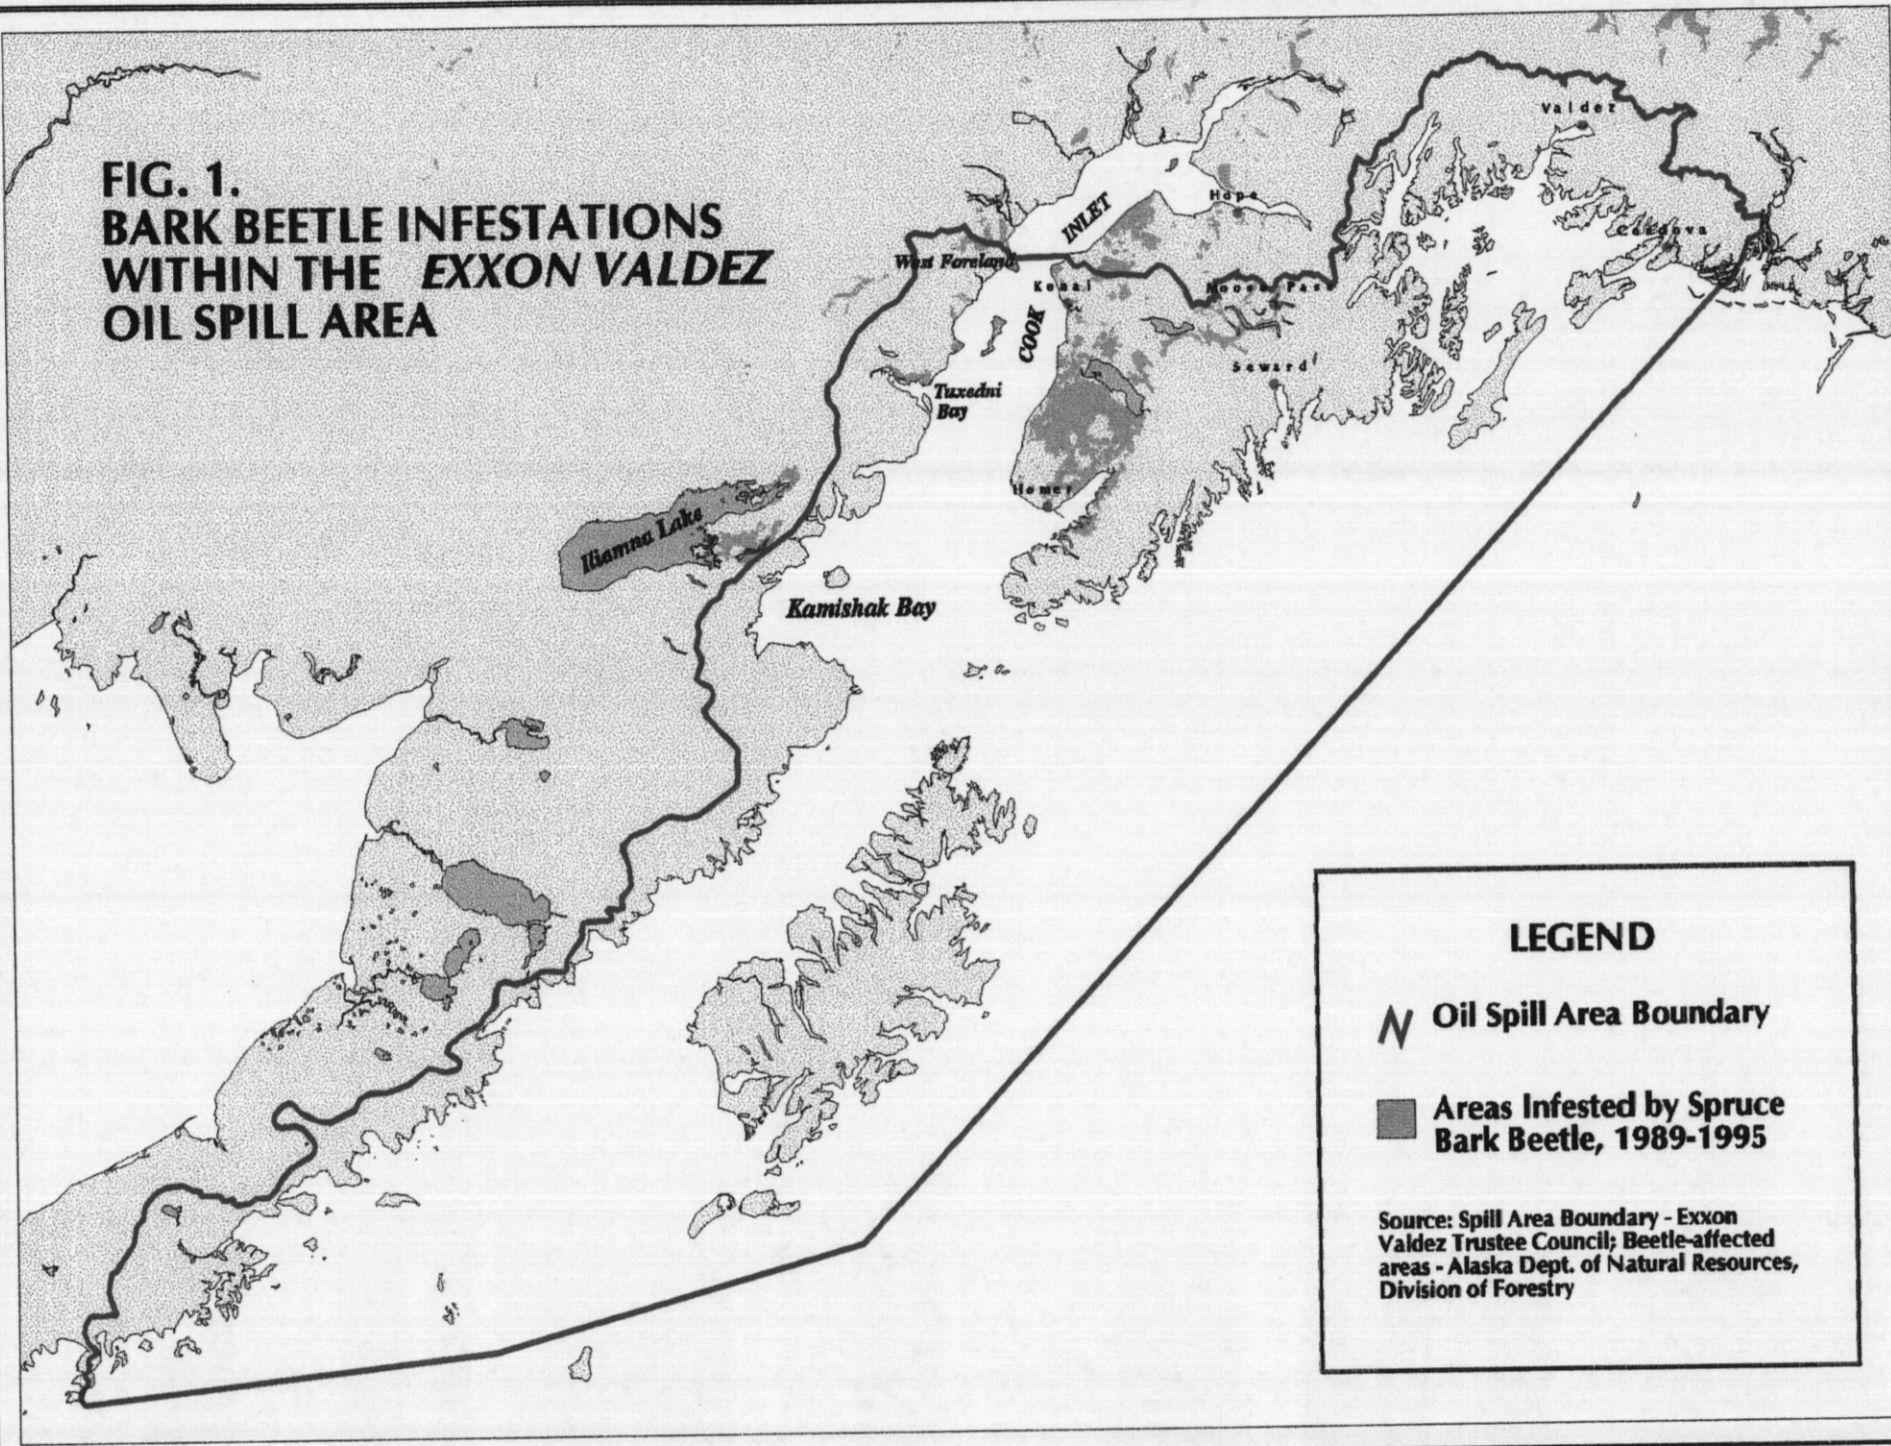 FIG. 1.
BARK BEETLE INFESTATIONS
WITHIN THE EXXON VALDEZ
OIL SPILL AREA
Valdez
Hope
INLET
Cordova
West Foreland
Kenai
Moose Pass
COOK
Seward
Tuxedni
Bay
Homer
Iliamna Lake
Kamishak Bay
LEGEND
Oil Spill Area Boundary
Areas Infested by Spruce
Bark Beetle, 1989-1995
Source: Spill Area Boundary - Exxon
Valdez Trustee Council; Beetle-affected
areas - Alaska Dept. of Natural Resources,
Division of Forestry